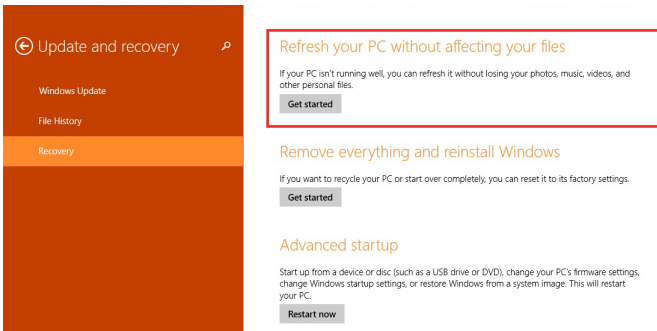 Update and recovery
Windows Update
File History
Recovery
Refresh your PC without affecting your files
If your PC isn't running well, you can refresh it without losing your photos, music, videos, and
other personal files.
Get started
Remove everything and reinstall Windows
If you want to recycle your PC or start over completely, you can reset it to its factory settings.
Get started
Advanced startup
Start up from a device or disc (such as a USB drive or DVD), change your PC's firmware settings,
change Windows startup settings, or restore Windows from a system image. This will restart
your PC.
Restart now